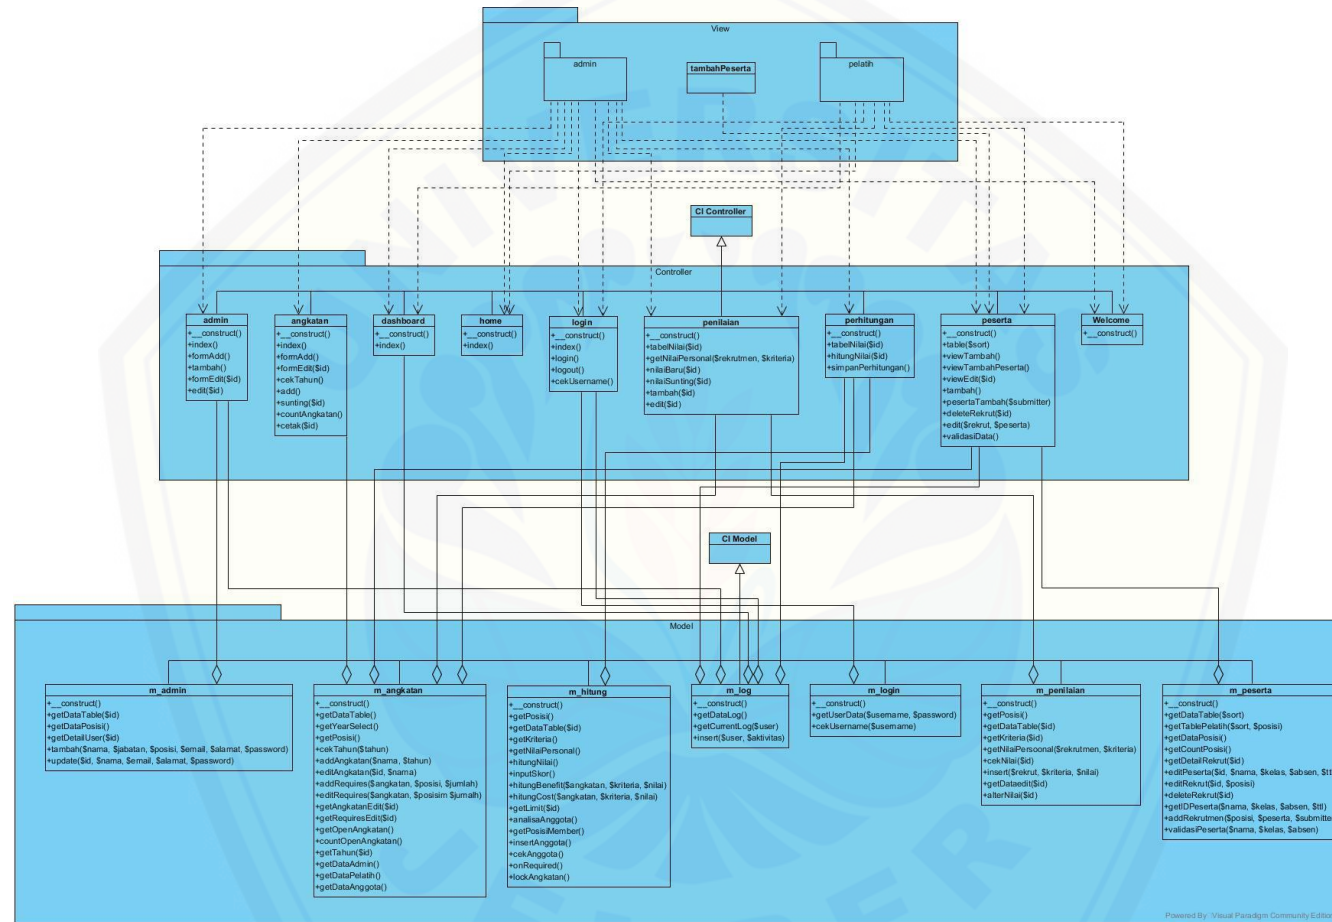 View
admin
tambahPeserta
pelatih
CI Controller
Controller
admin
+__construct()
+index()
+formAdd()
+tambah()
+formEdit($id)
+edit($id)
angkatan
+__construct()
+index()
+formAdd()
+formEdit($id)
+cekTahun()
+add()
+sunting($id)
+countAngkatan()
+cetak($id)
dashboard
+__construct()
+index()
home
+__construct()
+index()
login
+__construct()
+index()
+login()
+logout()
+cekUsername()
penilaian
+__construct()
+tabelNilai($id)
+getNilaiPersonal($rekrutmen, $kriteria)
+nilaiBaru($id)
+nilaiSunting($id)
+tambah($id)
+edit($id)
perhitungan
+__construct()
+tabelNilai($id)
+hitungNilai($id)
+simpanPerhitungan()
peserta
+__construct()
+table($sort)
+viewTambah()
+viewTambahPeserta()
+viewEdit($id)
+tambah()
+pesertaTambah($submitter)
+deleteRekrut($id)
+edit($rekrut, $peserta)
+validasiData()
Welcome
+__construct()
CI Model
Model
m_admin
+__construct()
+getDataTable($id)
+getDataPosisi()
+getDetailUser($id)
+tambah($nama, $jabatan, $posisi, $email, $alamat, $password)
+update($id, $nama, $email, $alamat, $password)
m_angkatan
+__construct()
+getDataTable()
+getYearSelect()
+getPosisi()
+cekTahun($tahun)
+addAngkatan($nama, $tahun)
+editAngkatan($id, $nama)
+addRequires($angkatan, $posisi, $jumlah)
+editRequires($angkatan, $posisim $jumalh)
+getAngkatanEdit($id)
+getRequiresEdit($id)
+getOpenAngkatan()
+countOpenAngkatan()
+getTahun($id)
+getDataAdmin()
+getDataPelatih()
+getDataAnggota()
m_hitung
+__construct()
+getPosisi()
+getDataTable($id)
+getKriteria()
+getNilaiPersonal()
+hitungNilai()
+inputSkor()
+hitungBenefit($angkatan, $kriteria, $nilai)
+hitungCost($angkatan, $kriteria, $nilai)
+getLimit($id)
+analisaAnggota()
+getPosisiMember()
+insertAnggota()
+cekAnggota()
+onRequired()
+lockAngkatan()
m_log
+__construct()
+getDataLog()
+getCurrentLog($user)
+insert($user, $aktivitas)
m_login
+__construct()
+getUserData($username, $password)
+cekUsername($username)
m_penilaian
+__construct()
+getPosisi()
+getDataTable($id)
+getKriteria($id)
+getNilaiPersoonal($rekrutmen, $kriteria)
+cekNilai($id)
+insert($rekrut, $kriteria, $nilai)
+getDataedit($id)
+alterNilai($id)
m_peserta
+__construct()
+getDataTable($sort)
+getTablePelatih($sort, $posisi)
+getDataPosisi()
+getCountPosisi()
+getDetailRekrut($id)
+editPeserta($id, $nama, $kelas, $absen, $ttl
+editRekrut($id, $posisi)
+deleteRekrut($id)
+getIDPeserta($nama, $kelas, $absen, $ttl)
+addRekrutmen($posisi, $peserta, $submitte
+validasiPeserta($nama, $kelas, $absen)
Powered By Visual Paradigm Community Edition